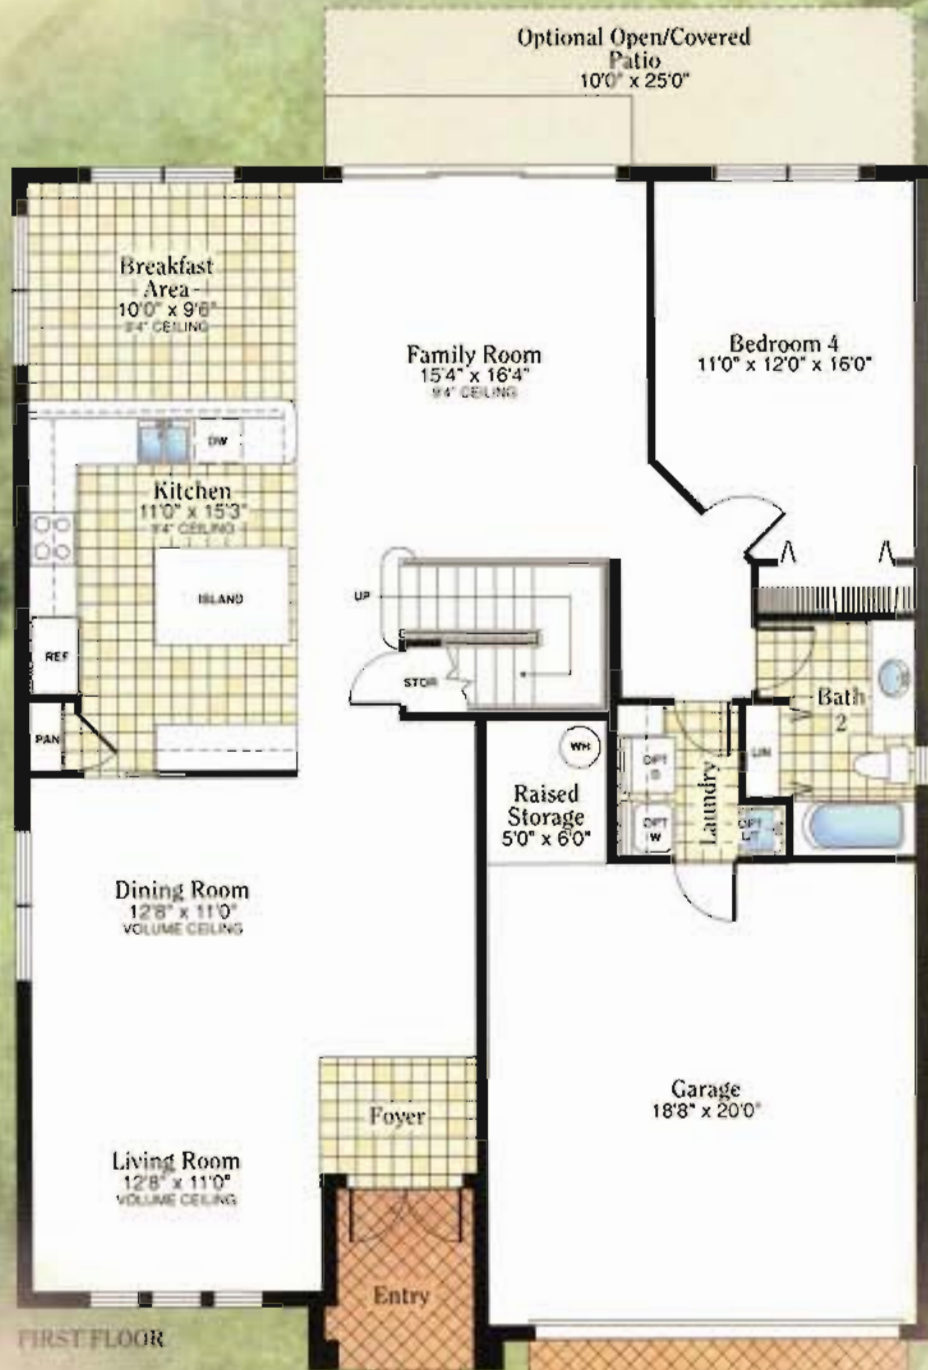 Optional Open/Covered
Patio
10'0" x 25'0"
Breakfast
Area
10'0" x 9'6"
9'4" CEILING
Family Room
15'4" x 16'4"
9'4" CEILING
Bedroom 4
11'0" x 12'0" x 16'0"
DW
Kitchen
11'0" x 15'3"
9'4" CEILING
ISLAND
UP
REF
STOR
Bath
2
PAN
WH
OPT
D
LIN
Laundry
Raised
Storage
5'0" x 6'0"
OPT
W
OPT
LT
Dining Room
12'8" x 11'0"
VOLUME CEILING
Foyer
Garage
18'8" x 20'0"
Living Room
12'8" x 11'0"
VOLUME CEILING
Entry
FIRST FLOOR